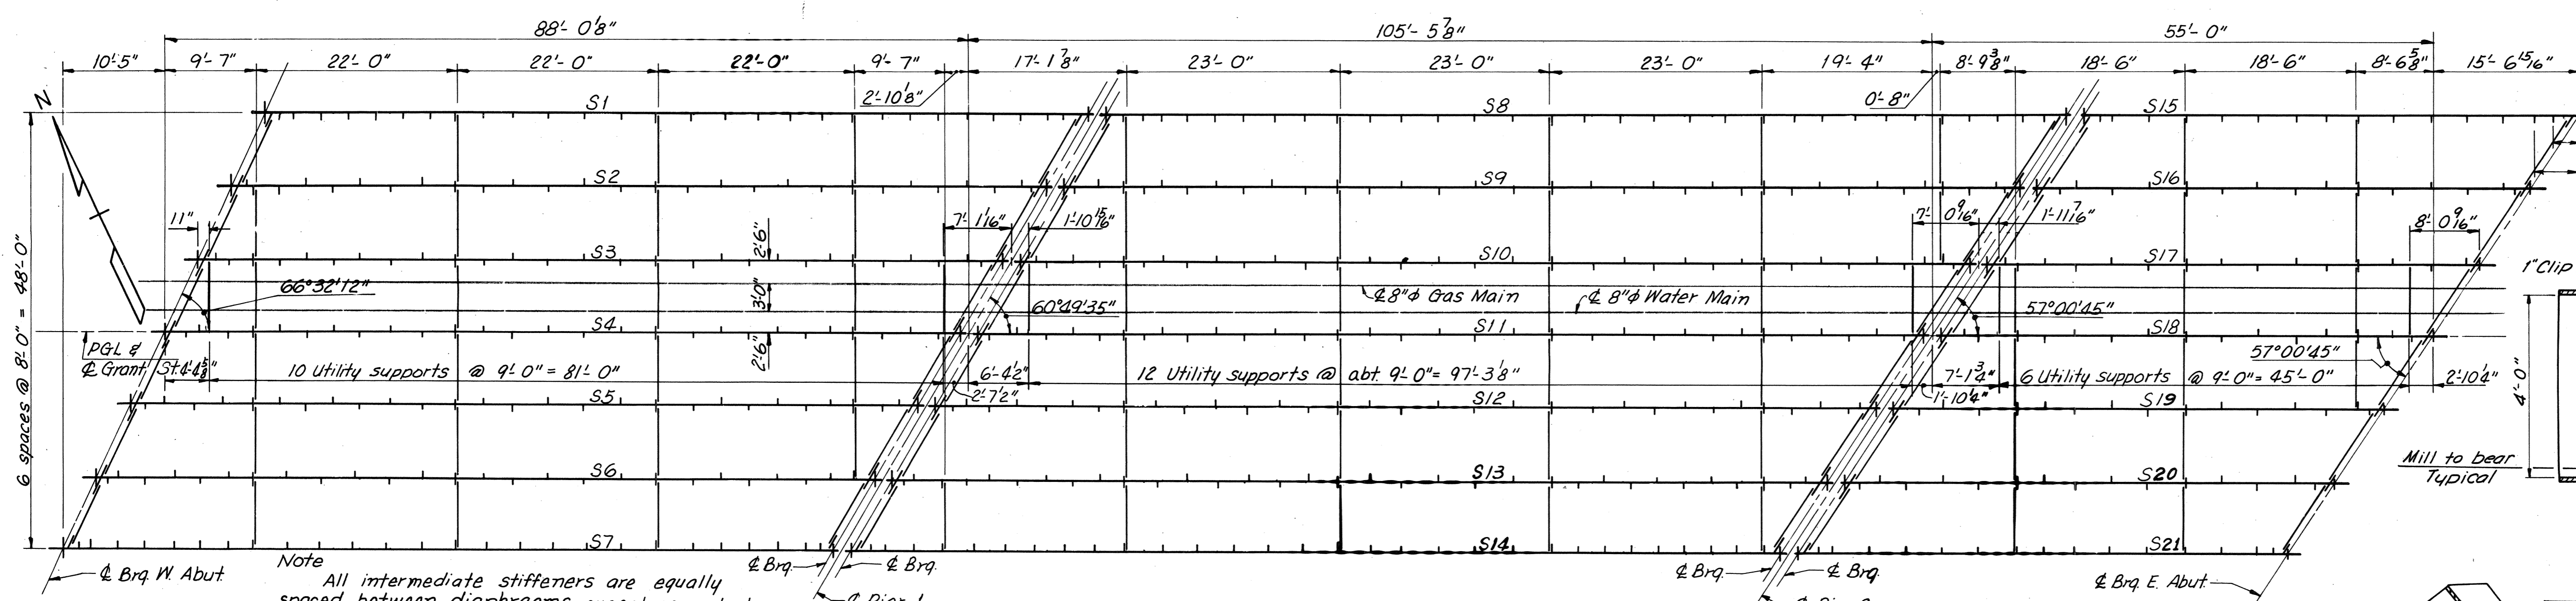 88'-0⅛" 105'-5⅞" 55'-0"
10'-5" 9'-7" 22'-0" 22'-0" 22'-0" 9'-7" 17'-1⅞" 23'-0" 23'-0" 23'-0" 19'-4" 8'-9⅜" 18'-6" 18'-6" 8'-6⅝" 15'-6 15/16"
2'-10⅛" 0'-8"
N
S1 S8 S15
S2 S9 S16
11" 7'-1/16" 1'-10 15/16" 7'-0 9/16" 1'-11 7/16" 8'-0 9/16"
S3 2'-6" S10 S17
1" Clip
66°32'12" 3'-0" ℄ 8"φ Gas Main ℄ 8"φ Water Main
60°49'35" 57°00'45"
S4 S11 S18
PGL &
℄ Grant St. 4'-4⅝" 2'-6" 57°00'45"
10 Utility supports @ 9'-0" = 81'-0" 6'-4½" 12 Utility supports @ abt. 9'-0" = 97'-3⅛" 7'-1¾" 6 Utility supports @ 9'-0" = 45'-0" 2'-10¼"
2'-7½" 1'-10¼"
4'-0"
S5 S12 S19
6 spaces @ 8'-0" = 48'-0"
S6 S13 S20
Mill to bear
Typical
S7 S14 S21
℄ Brg. W. Abut. ℄ Brg. ℄ Brg. ℄ Brg. ℄ Brg. ℄ Brg. E. Abut.
Note
All intermediate stiffeners are equally
spaced between diaphragms